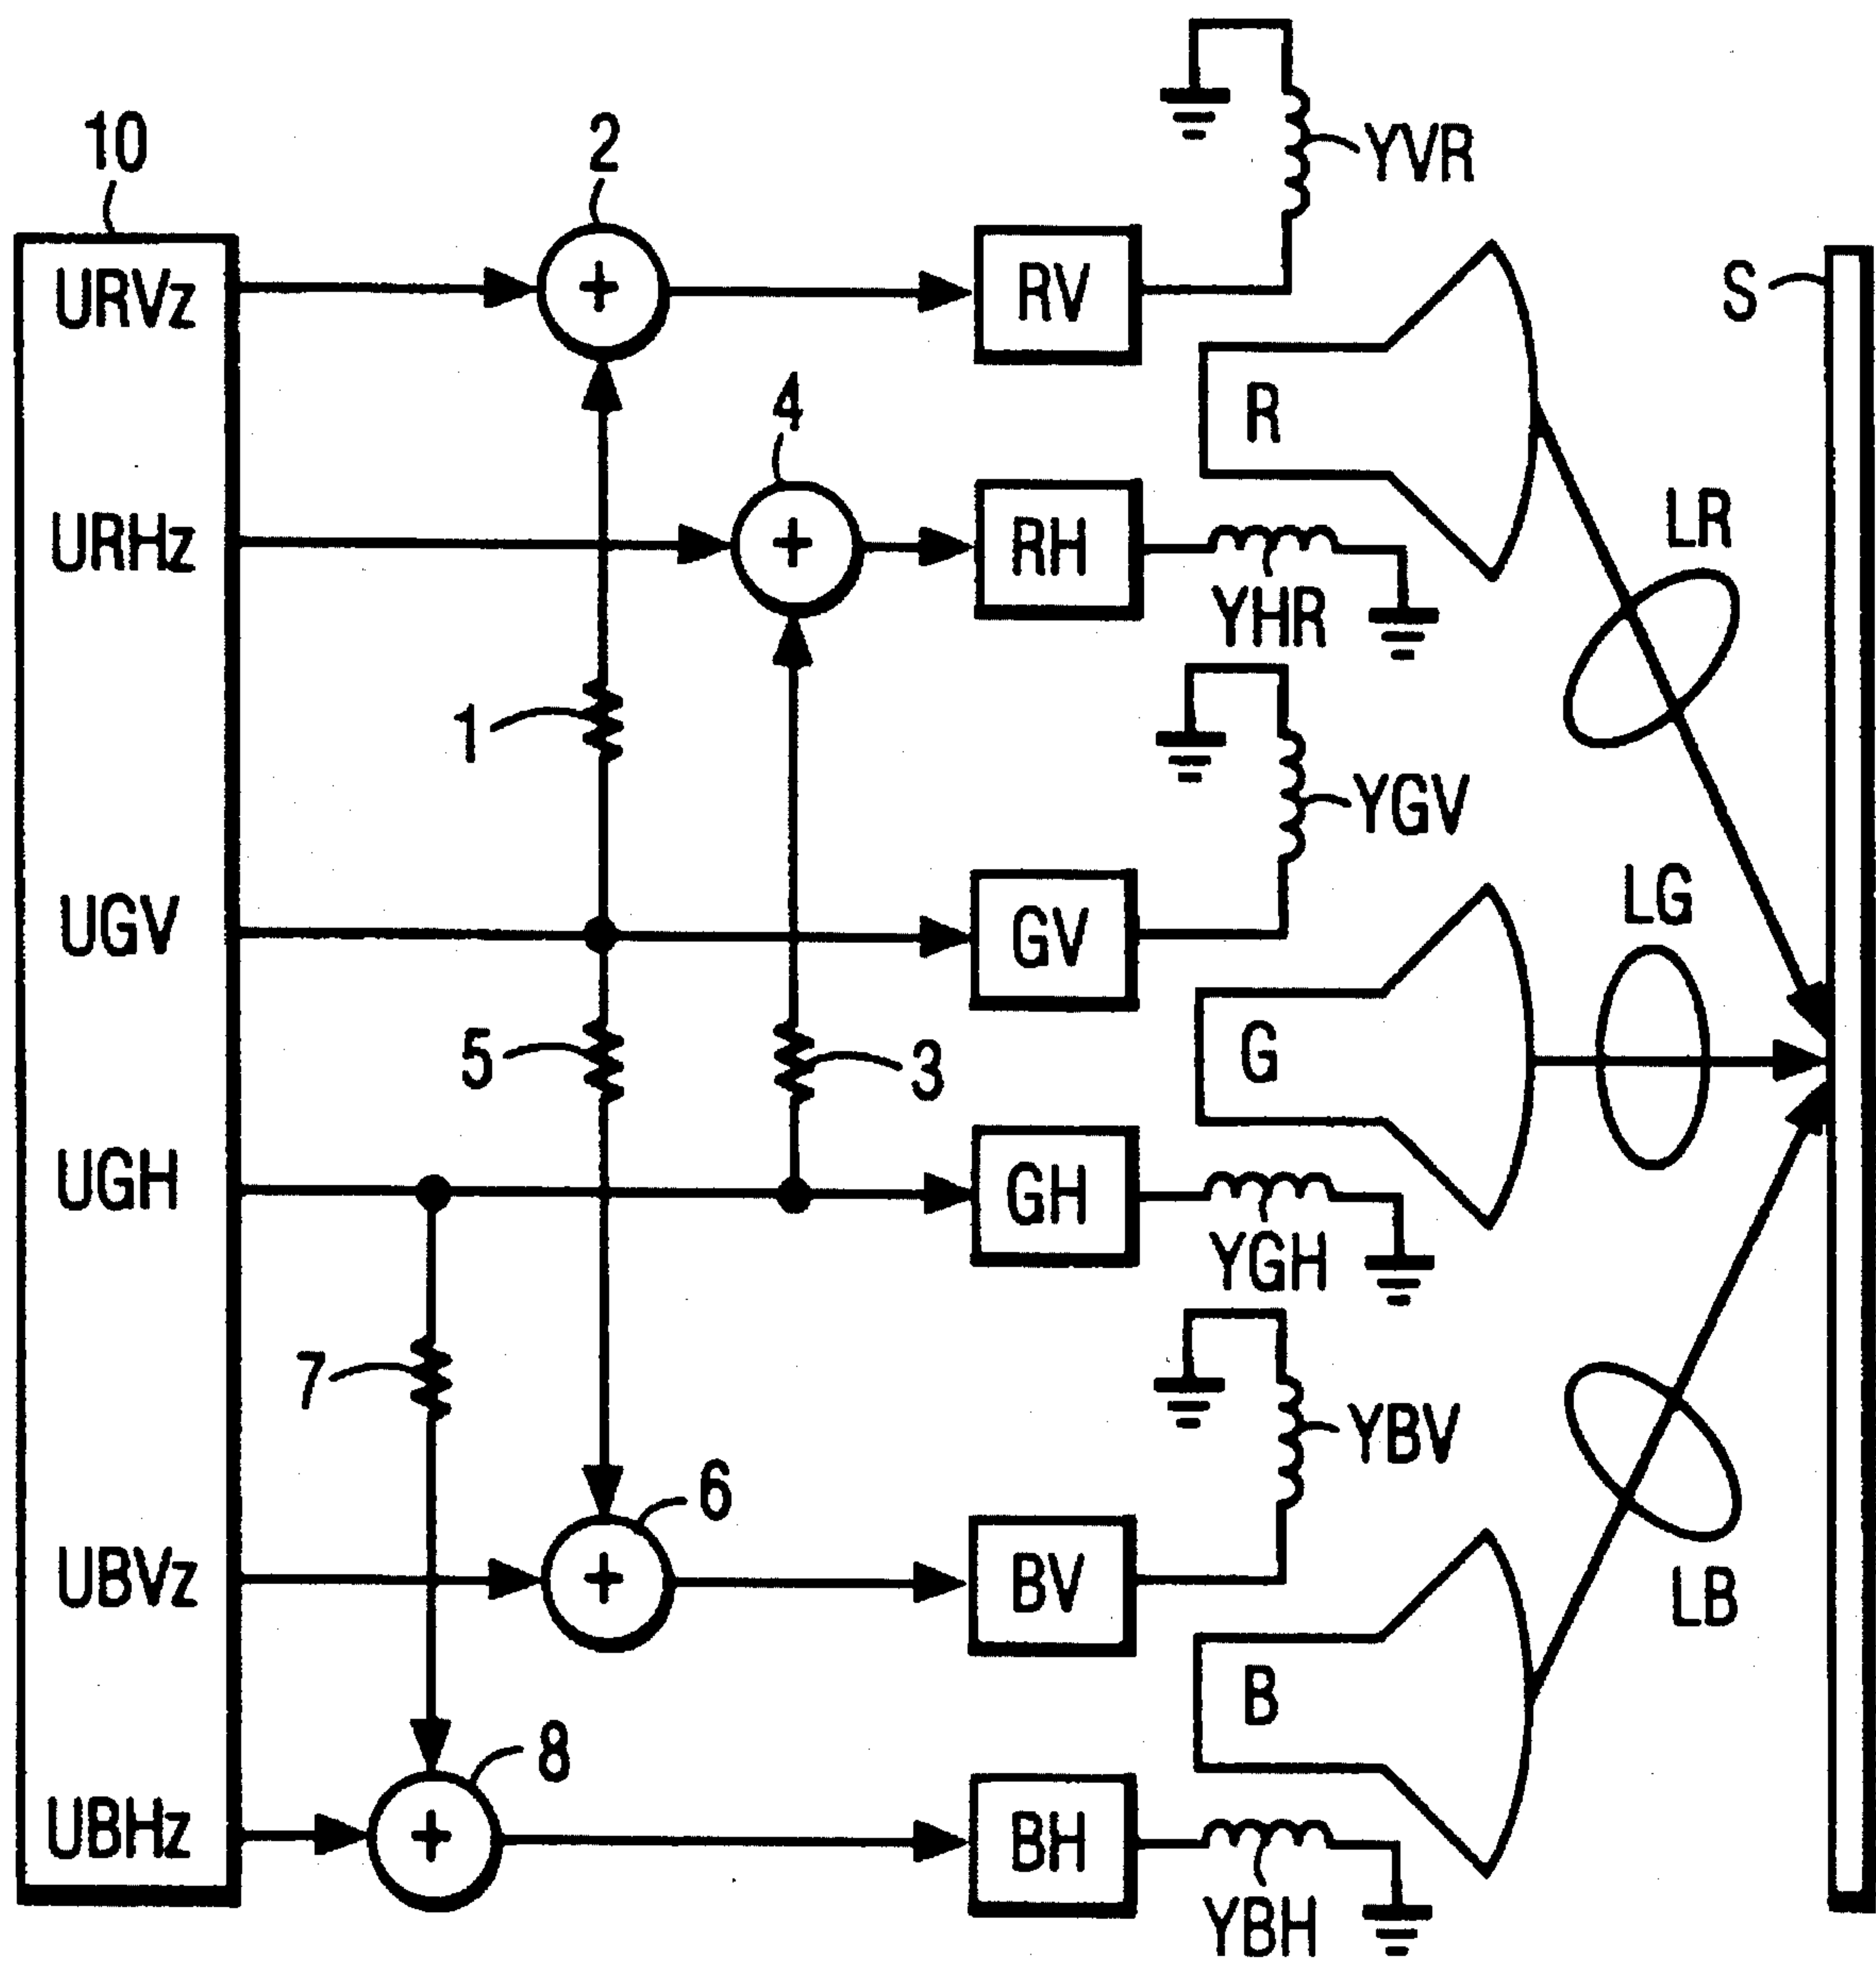 10
2
YVR
URVz
+
RV
S
4
R
LR
URHz
+
RH
YHR
1
YGV
LG
UGV
GV
5
3
G
UGH
GH
YGH
7
YBV
6
UBVz
+
BV
LB
B
8
UBHz
+
BH
YBH